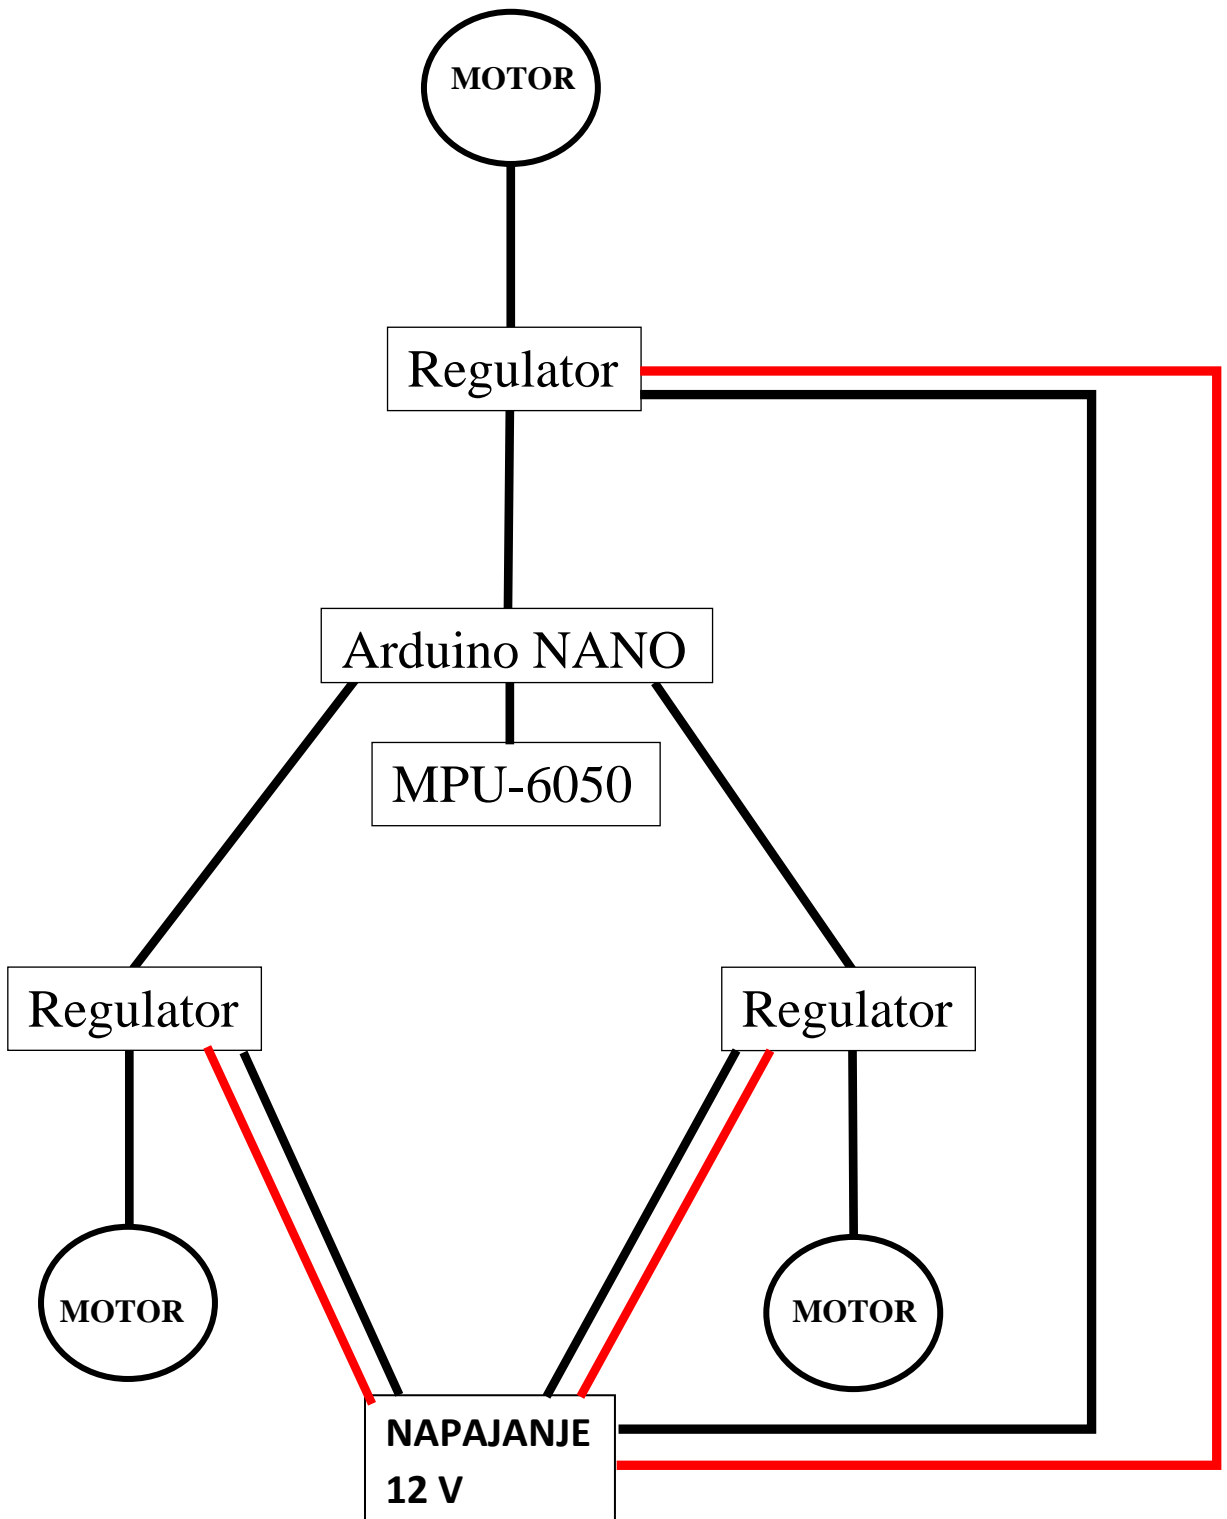 MOTOR
Regulator
Arduino NANO
MPU-6050
Regulator
Regulator
MOTOR
MOTOR
NAPAJANJE
12 V